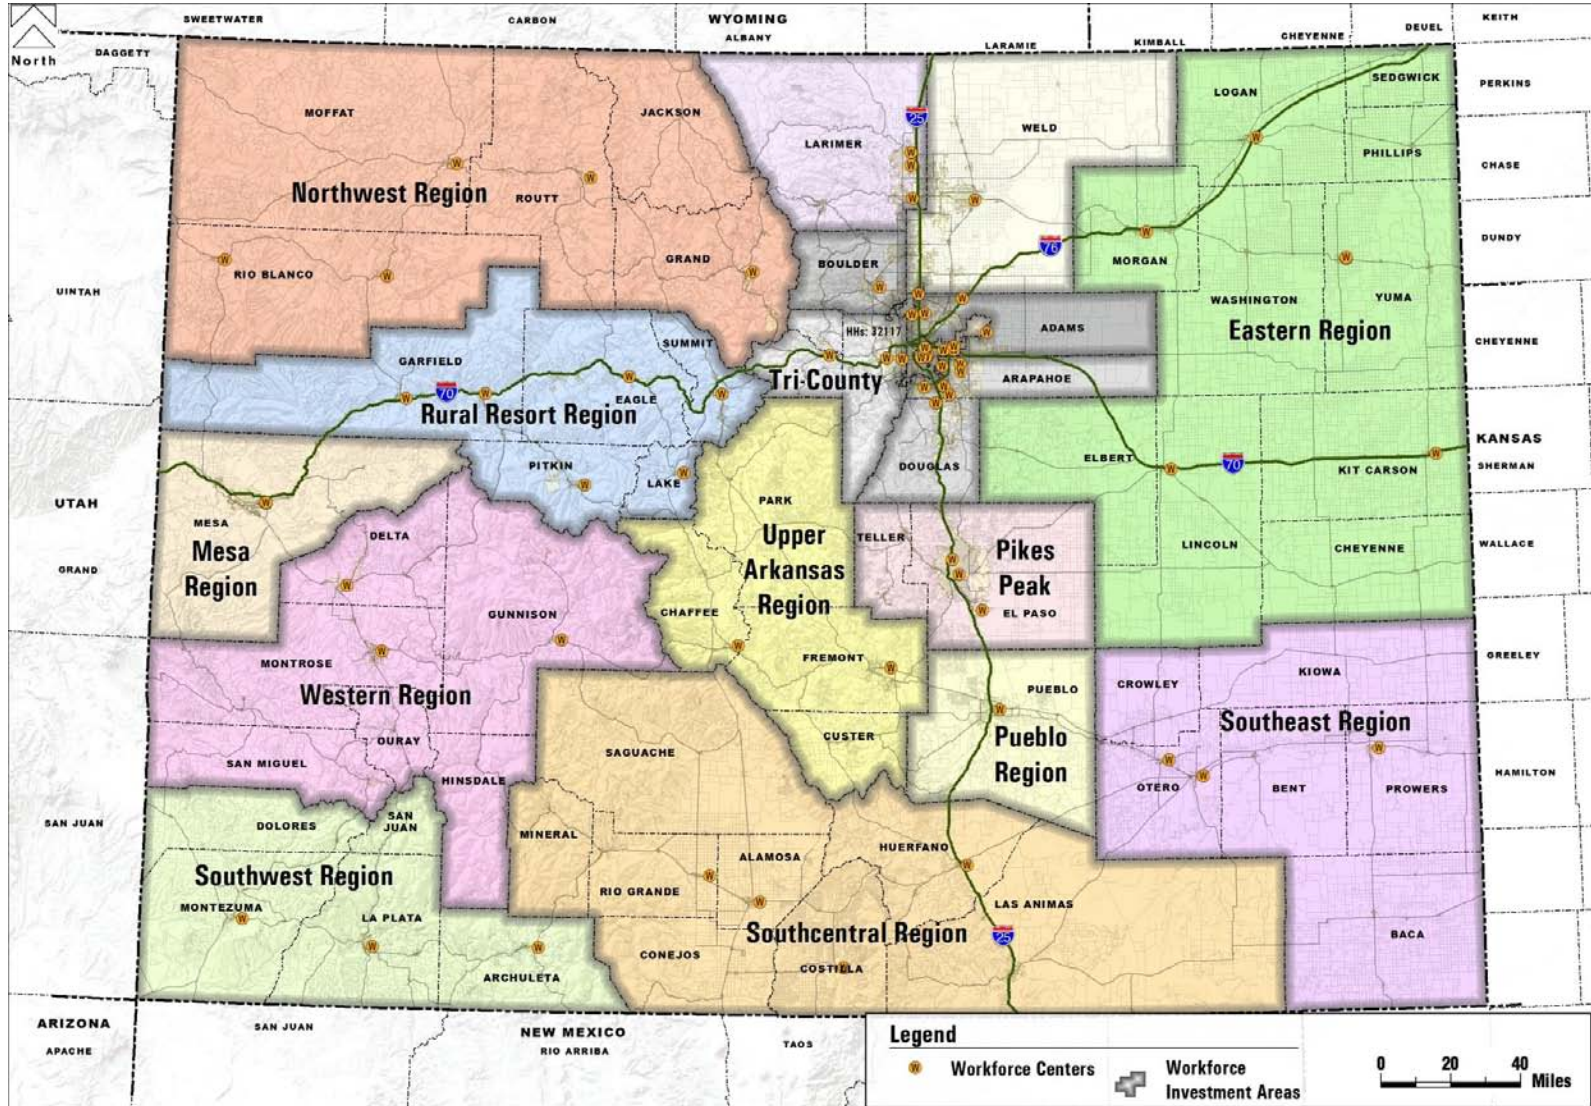 SWEETWATER
CARBON
WYOMING
ALBANY
LARAMIE
KIMBALL
CHEYENNE
DEUEL
KEITH
North
DAGGETT
PERKINS
MOFFAT
JACKSON
LARIMER
25
WELD
LOGAN
SEDGWICK
PHILLIPS
CHASE
Northwest Region
ROUTT
RIO BLANCO
GRAND
BOULDER
76
MORGAN
WASHINGTON
YUMA
DUNDY
UINTAH
Eastern Region
HHs: 32117
ADAMS
CHEYENNE
GARFIELD
SUMMIT
Tri-County
ARAPAHOE
70
EAGLE
Rural Resort Region
PITKIN
LAKE
DOUGLAS
ELBERT
70
KIT CARSON
KANSAS
SHERMAN
UTAH
MESA
Mesa
Region
GRAND
DELTA
PARK
Upper
Arkansas
Region
TELLER
Pikes
Peak
EL PASO
LINCOLN
CHEYENNE
WALLACE
GUNNISON
CHAFFEE
FREMONT
MONTROSE
Western Region
PUEBLO
CROWLEY
KIOWA
GREELEY
Southeast Region
OURAY
SAN MIGUEL
HINSDALE
SAGUACHE
CUSTER
Pueblo
Region
OTERO
BENT
PROWERS
HAMILTON
SAN JUAN
DOLORES
SAN
JUAN
MINERAL
ALAMOSA
HUERFANO
Southwest Region
MONTEZUMA
LA PLATA
RIO GRANDE
LAS ANIMAS
Southcentral Region
25
BACA
CONEJOS
COSTILLA
ARCHULETA
ARIZONA
APACHE
SAN JUAN
NEW MEXICO
RIO ARRIBA
TAOS
Legend
W Workforce Centers
Workforce
Investment Areas
0 20 40
Miles